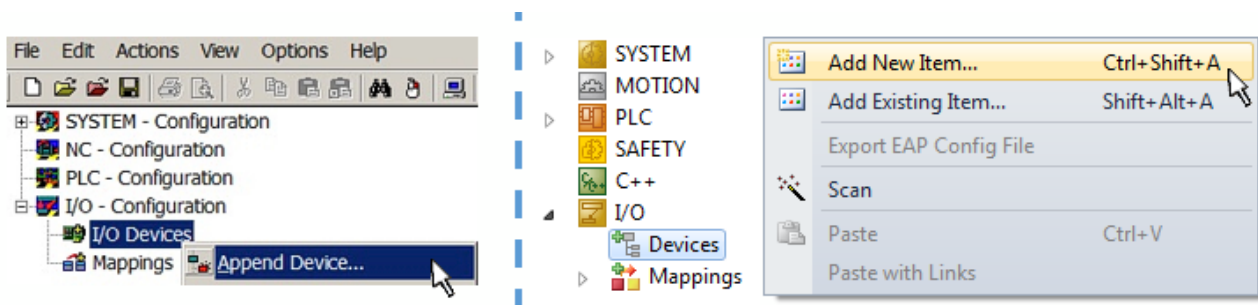 File Edit Actions View Options Help
SYSTEM - Configuration
NC - Configuration
PLC - Configuration
I/O - Configuration
I/O Devices
Mappings
Append Device...
SYSTEM
MOTION
PLC
SAFETY
C++
I/O
Devices
Mappings
Add New Item... Ctrl+Shift+A
Add Existing Item... Shift+Alt+A
Export EAP Config File
Scan
Paste Ctrl+V
Paste with Links